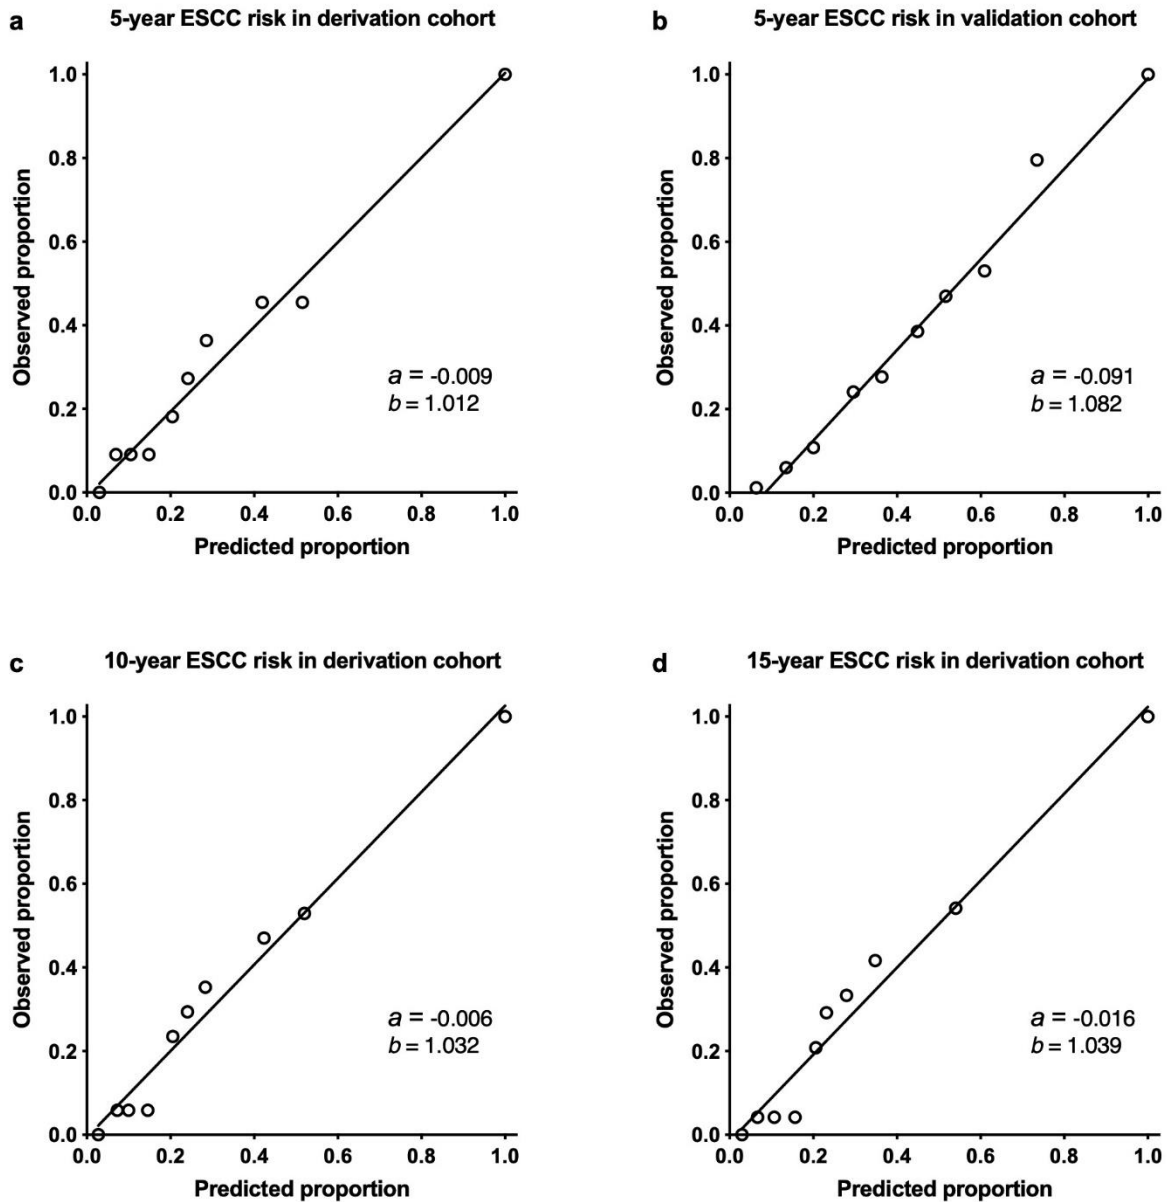 a
5-year ESCC risk in derivation cohort
1.0
0.8
0.6
0.4
0.2
0.0
Observed proportion
a = -0.009
b = 1.012
0.0 0.2 0.4 0.6 0.8 1.0
Predicted proportion
b
5-year ESCC risk in validation cohort
1.0
0.8
0.6
0.4
0.2
0.0
Observed proportion
a = -0.091
b = 1.082
0.0 0.2 0.4 0.6 0.8 1.0
Predicted proportion
c
10-year ESCC risk in derivation cohort
1.0
0.8
0.6
0.4
0.2
0.0
Observed proportion
a = -0.006
b = 1.032
0.0 0.2 0.4 0.6 0.8 1.0
Predicted proportion
d
15-year ESCC risk in derivation cohort
1.0
0.8
0.6
0.4
0.2
0.0
Observed proportion
a = -0.016
b = 1.039
0.0 0.2 0.4 0.6 0.8 1.0
Predicted proportion